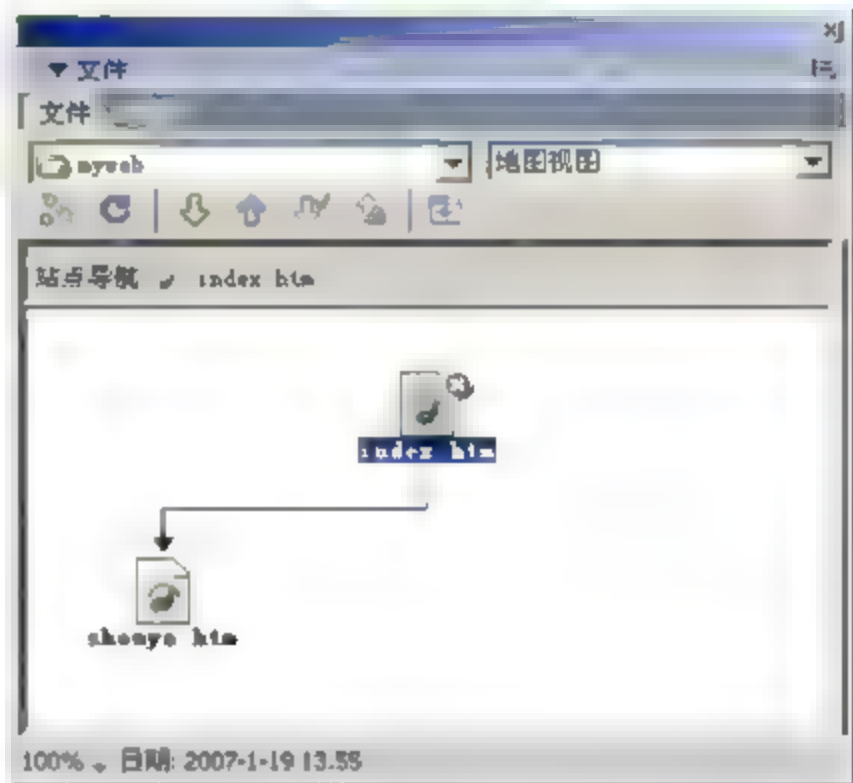 文件
文件
myweb 地图视图
站点导航 index htm
index htm
shouye htm
100% 日期: 2007-1-19 13:55